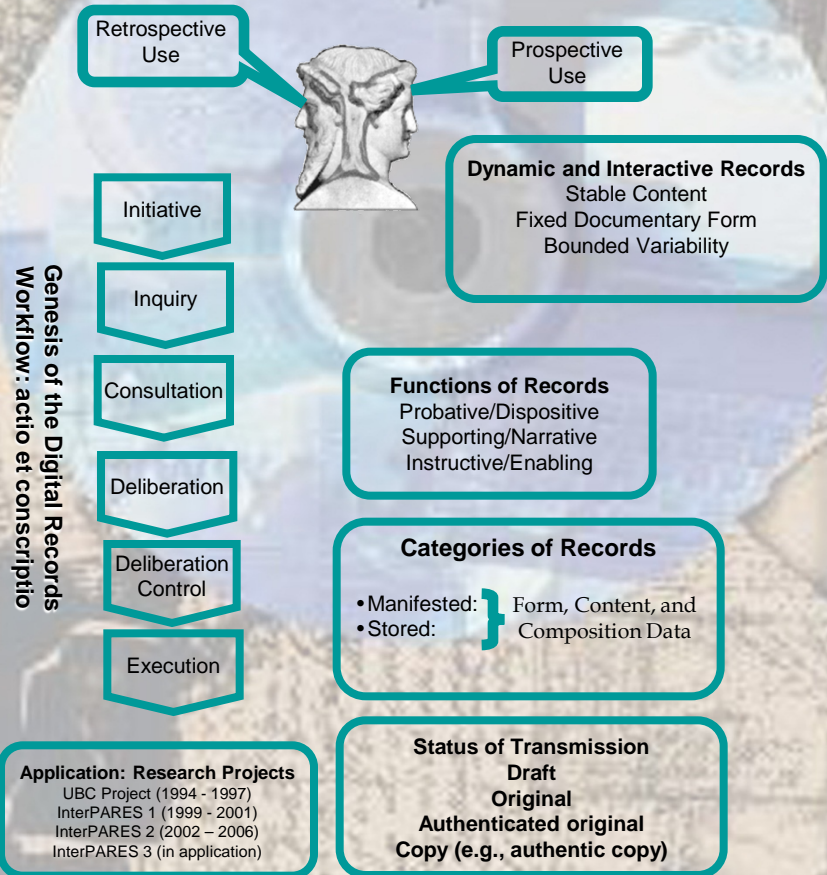 Retrospective
Use
Prospective
Use
Dynamic and Interactive Records
Stable Content
Fixed Documentary Form
Bounded Variability
Genesis of the Digital Records
Workflow: actio et conscriptio
Initiative
Inquiry
Consultation
Deliberation
Deliberation
Control
Execution
Functions of Records
Probative/Dispositive
Supporting/Narrative
Instructive/Enabling
Categories of Records
•Manifested: } Form, Content, and
•Stored: Composition Data
Application: Research Projects
UBC Project (1994 - 1997)
InterPARES 1 (1999 - 2001)
InterPARES 2 (2002 – 2006)
InterPARES 3 (in application)
Status of Transmission
Draft
Original
Authenticated original
Copy (e.g., authentic copy)